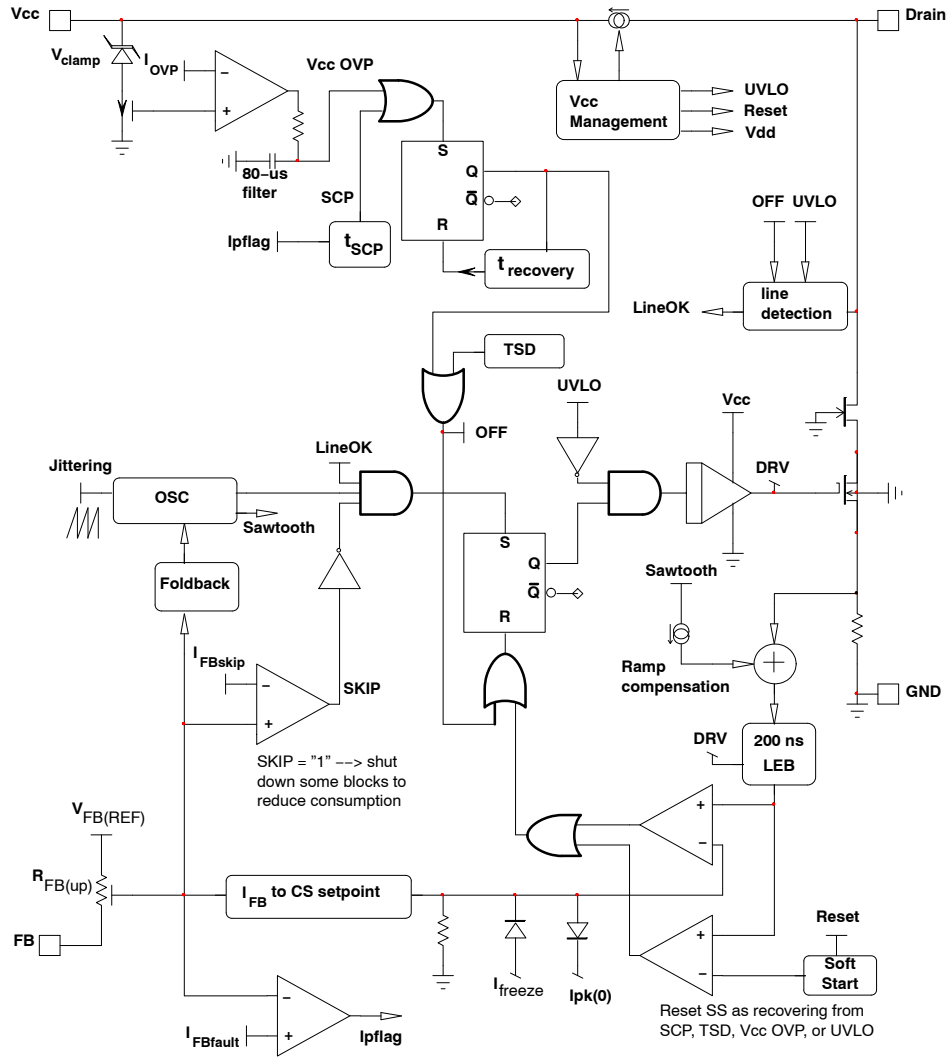 Vcc
Drain
Vclamp
IOVP
−
+
Vcc OVP
80−us
filter
SCP
Ipflag
tSCP
S
Q
Q̅
R
trecovery
Vcc
Management
UVLO
Reset
Vdd
OFF
UVLO
line
detection
LineOK
TSD
OFF
UVLO
Vcc
DRV
LineOK
Jittering
OSC
Sawtooth
Foldback
S
Q
Q̅
R
Sawtooth
Ramp
compensation
+
GND
IFBskip
−
+
SKIP
SKIP = ”1” −−> shut
down some blocks to
reduce consumption
DRV
200 ns
LEB
+
−
VFB(REF)
RFB(up)
FB
IFB to CS setpoint
Ifreeze
Ipk(0)
+
−
Reset
Soft
Start
Reset SS as recovering from
SCP, TSD, Vcc OVP, or UVLO
−
+
IFBfault
Ipflag